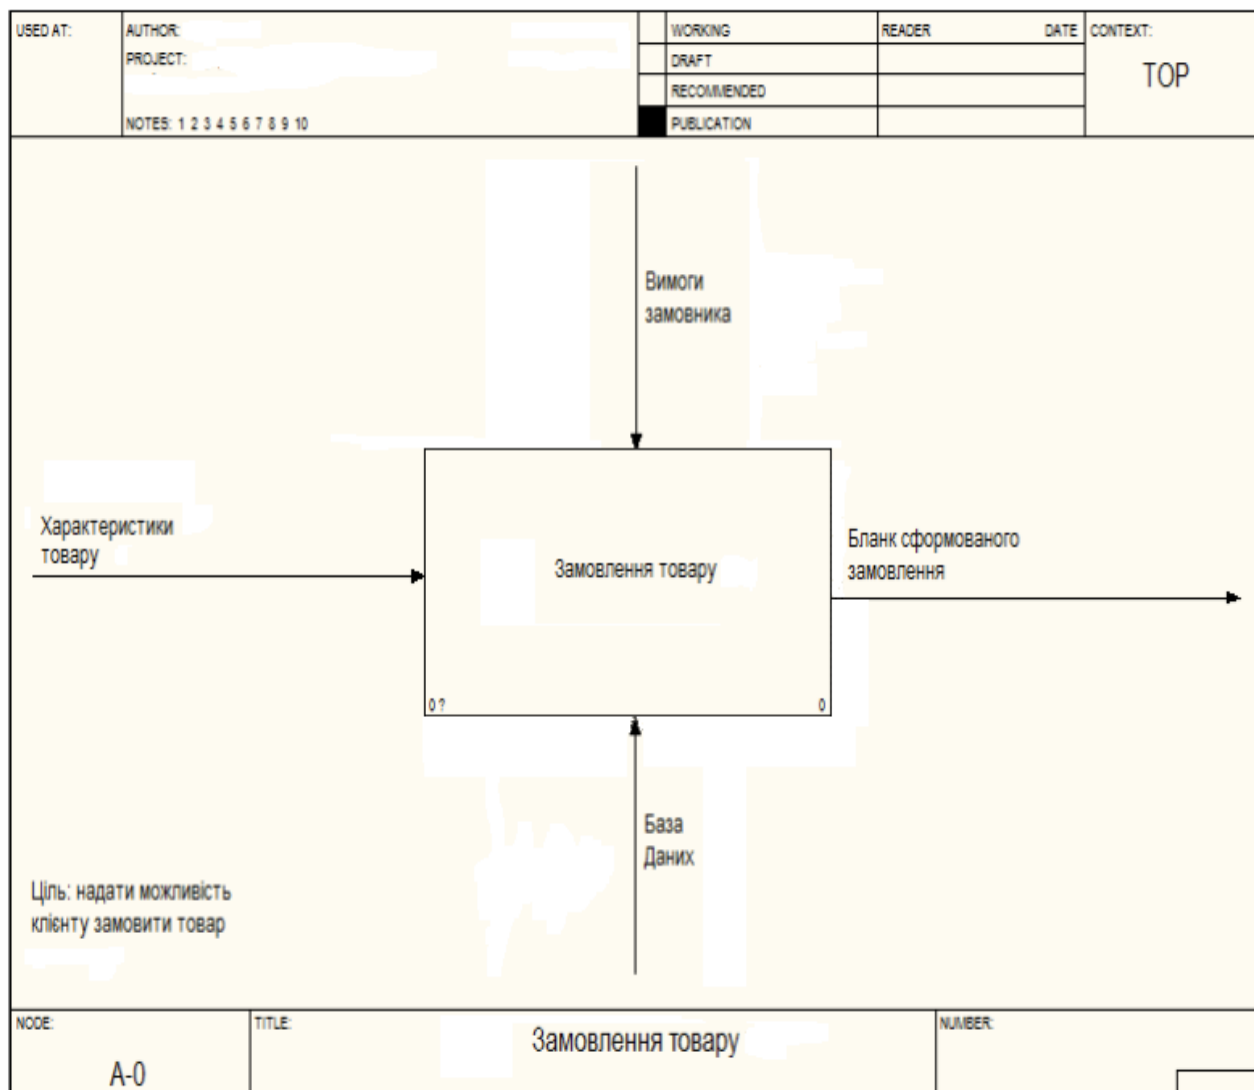 USED AT:
AUTHOR:
PROJECT:
NOTES: 1 2 3 4 5 6 7 8 9 10
WORKING
DRAFT
RECOMMENDED
PUBLICATION
READER DATE
CONTEXT:
TOP
Вимоги
замовника
Характеристики
товару
Замовлення товару
0 ?
0
Бланк сформованого
замовлення
База
Даних
Ціль: надати можливість
клієнту замовити товар
NODE:
A-0
TITLE:
Замовлення товару
NUMBER: